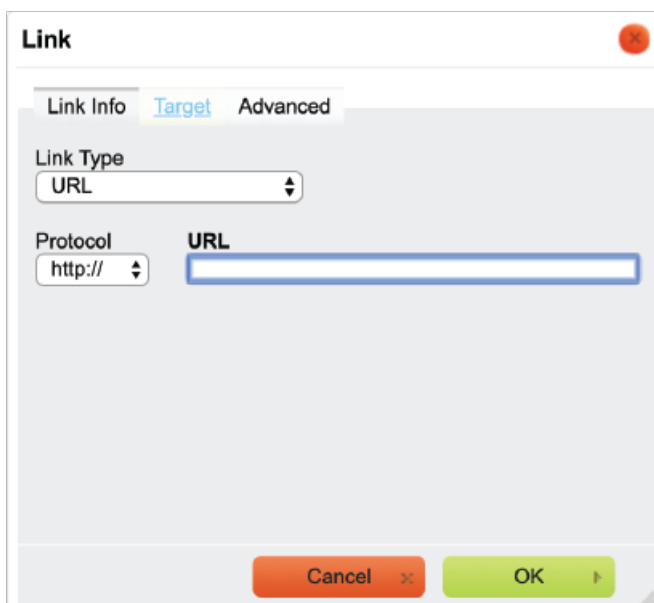 Link
Link Info Target Advanced
Link Type
URL
Protocol URL
http://
Cancel OK